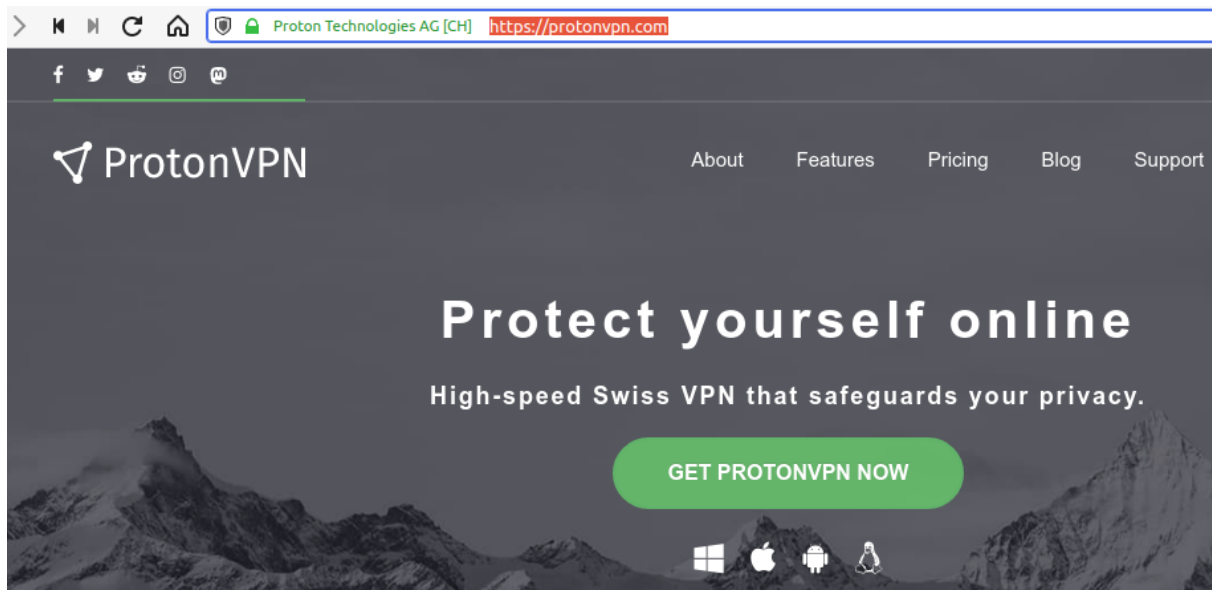 Proton Technologies AG [CH] https://protonvpn.com
ProtonVPN
About Features Pricing Blog Support
Protect yourself online
High-speed Swiss VPN that safeguards your privacy.
GET PROTONVPN NOW